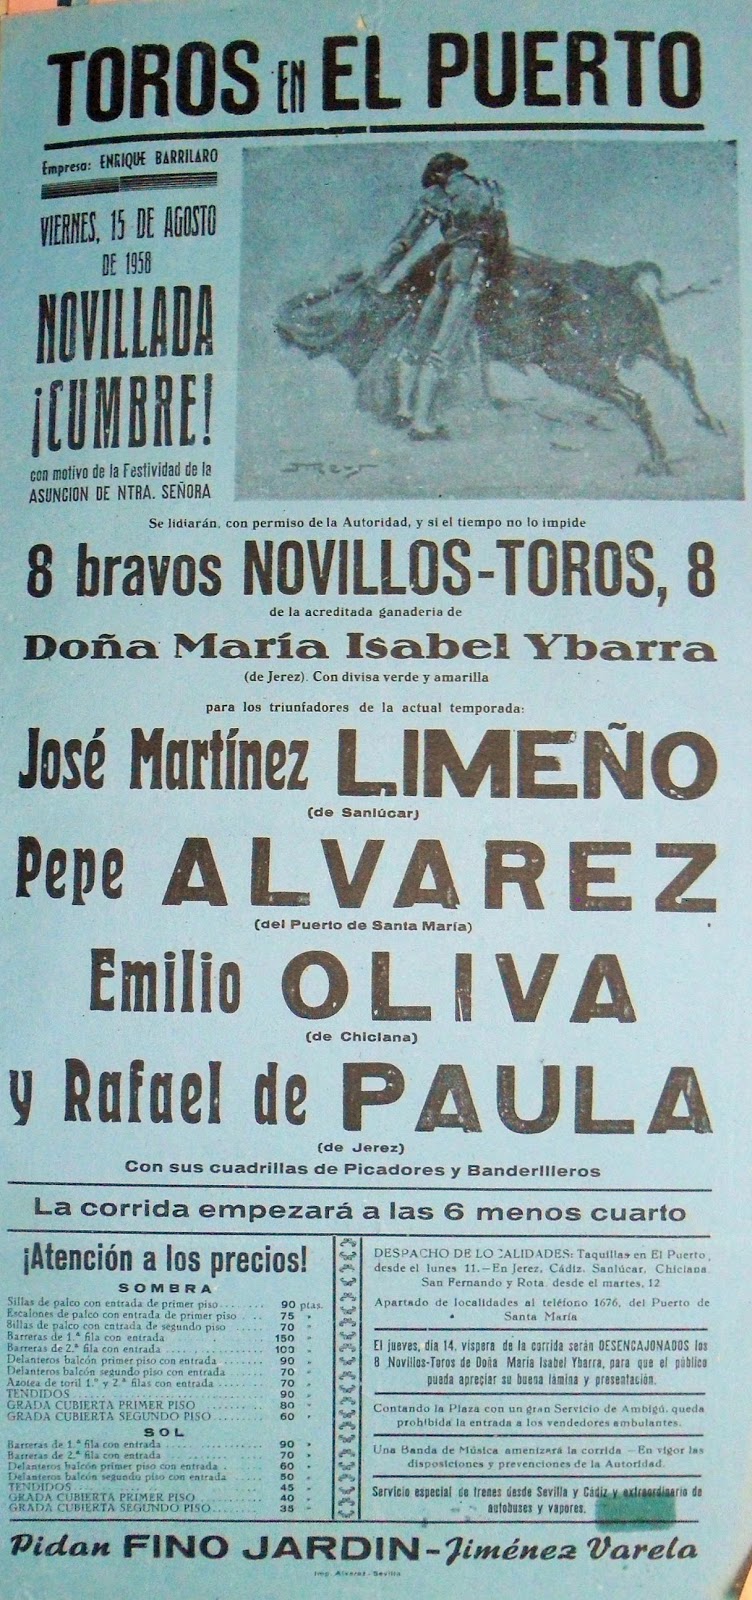 TOROS EN EL PUERTO
Empresa: ENRIQUE BARRILARO
VIERNES, 15 DE AGOSTO
DE 1958
NOVILLADA
¡CUMBRE!
con motivo de la Festividad de la
ASUNCION DE NTRA. SEÑORA
Se lidiarán, con permiso de la Autoridad, y si el tiempo no lo impide
8 bravos NOVILLOS-TOROS, 8
de la acreditada ganaderia de
Doña María Isabel Ybarra
(de Jerez). Con divisa verde y amarilla
para los triunfadores de la actual temporada:
José Martínez LIMEÑO
(de Sanlúcar)
Pepe ALVAREZ
(del Puerto de Santa María)
Emilio OLIVA
(de Chiclana)
y Rafael de PAULA
(de Jerez)
Con sus cuadrillas de Picadores y Banderilleros
La corrida empezará a las 6 menos cuarto
¡Atención a los precios!
SOMBRA
Sillas de palco con entrada de primer piso ........ 90 ptas.
Escalones de palco con entrada de primer piso .... 75 »
Sillas de palco con entrada de segundo piso ...... 70 »
Barreras de 1.ª fila con entrada ........ 150 »
Barreras de 2.ª fila con entrada ........ 100 »
Delanteros balcón primer piso con entrada ........ 90 »
Delanteros balcón segundo piso con entrada ....... 70 »
Azotea de toril 1.º y 2.ª filas con entrada ....... 70 »
TENDIDOS ........ 90 »
GRADA CUBIERTA PRIMER PISO ........ 80 »
GRADA CUBIERTA SEGUNDO PISO ........ 60 »
SOL
Barreras de 1.ª fila con entrada ........ 90 »
Barreras de 2.ª fila con entrada ........ 70 »
Delanteros balcón primer piso con entrada ........ 60 »
Delanteros balcón segundo piso con entrada ........ 50 »
TENDIDOS ........ 45 »
GRADA CUBIERTA PRIMER PISO ........ 40 »
GRADA CUBIERTA SEGUNDO PISO ........ 35 »
DESPACHO DE LOCALIDADES: Taquillas en El Puerto,
desde el lunes 11.—En Jerez, Cádiz, Sanlúcar, Chiclana
San Fernando y Rota, desde el martes, 12
Apartado de localidades al teléfono 1676, del Puerto de
Santa María
El jueves, día 14, víspera de la corrida serán DESENCAJONADOS los
8 Novillos-Toros de Doña María Isabel Ybarra, para que el público
pueda apreciar su buena lámina y presentación.
Contando la Plaza con un gran Servicio de Ambigú, queda
prohibida la entrada a los vendedores ambulantes.
Una Banda de Música amenizará la corrida —En vigor las
disposiciones y prevenciones de la Autoridad.
Servicio especial de trenes desde Sevilla y Cádiz y extraordinario de
autobuses y vapores.
Pidan FINO JARDIN-Jiménez Varela
Imp. Alvarez - Sevilla